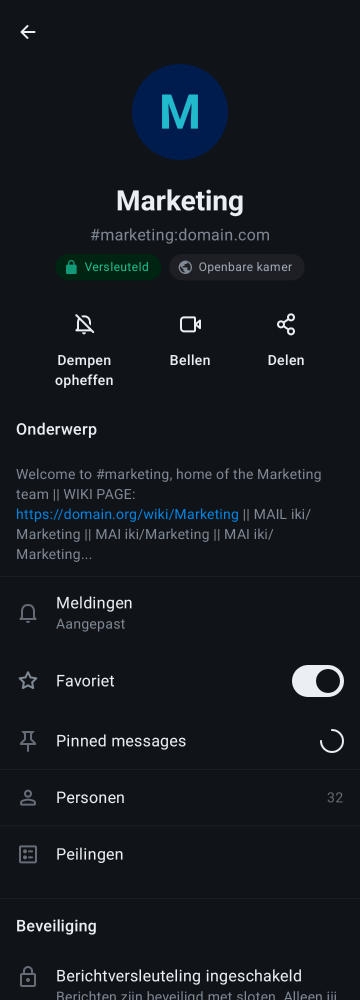 M
Marketing
#marketing:domain.com
Versleuteld
Openbare kamer
Dempen
opheffen
Bellen
Delen
Onderwerp
Welcome to #marketing, home of the Marketing
team || WIKI PAGE:
https://domain.org/wiki/Marketing || MAIL iki/
Marketing || MAI iki/Marketing || MAI iki/
Marketing...
Meldingen
Aangepast
Favoriet
Pinned messages
Personen
32
Peilingen
Beveiliging
Berichtversleuteling ingeschakeld
Berichten zijn beveiligd met sloten. Alleen jij